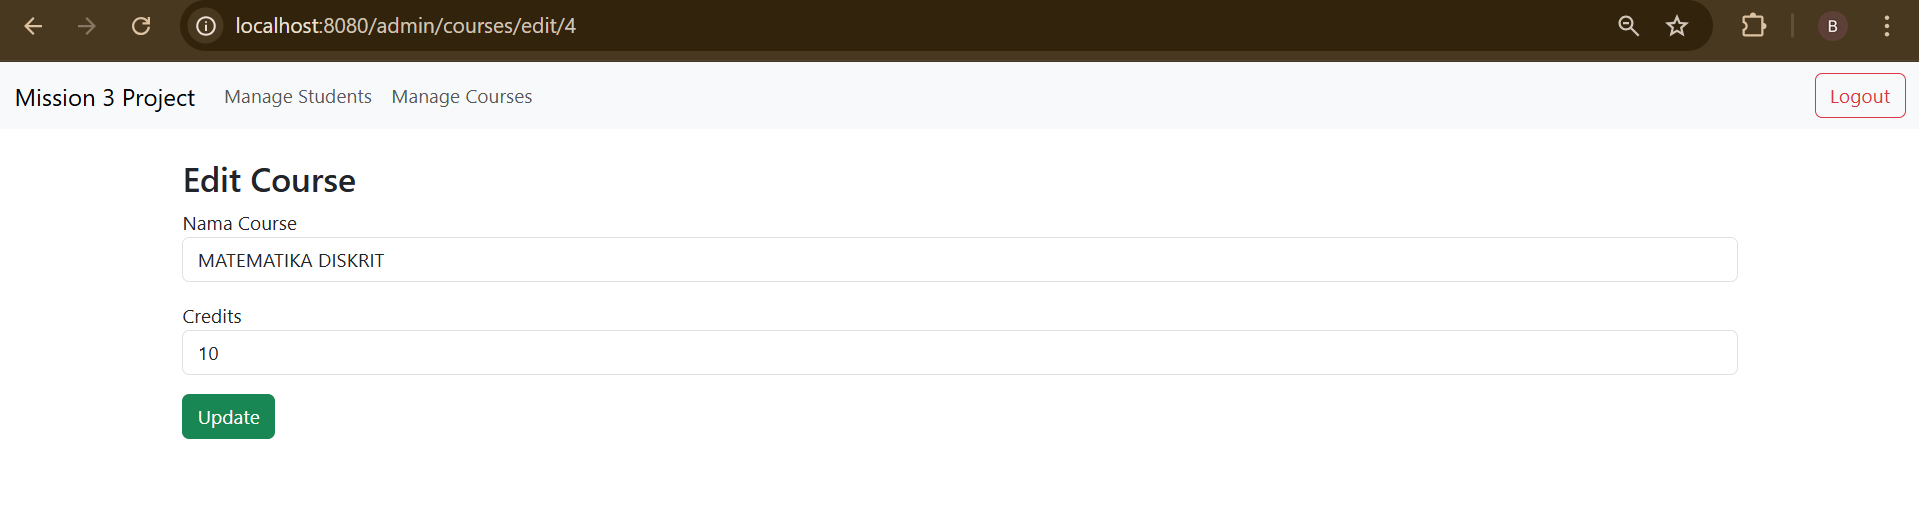 localhost:8080/admin/courses/edit/4
B
Mission 3 Project Manage Students Manage Courses Logout
Edit Course
Nama Course
MATEMATIKA DISKRIT
Credits
10
Update